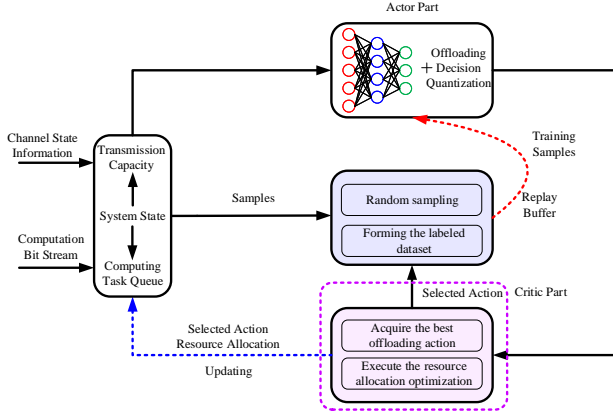 Actor Part
Offloading
+ Decision
Quantization
Channel State
Information
Transmission
Capacity
System State
Computing
Task Queue
Computation
Bit Stream
Samples
Random sampling
Forming the labeled
dataset
Training
Samples
Replay
Buffer
Selected Action
Critic Part
Acquire the best
offloading action
Execute the resource
allocation optimization
Selected Action
Resource Allocation
Updating